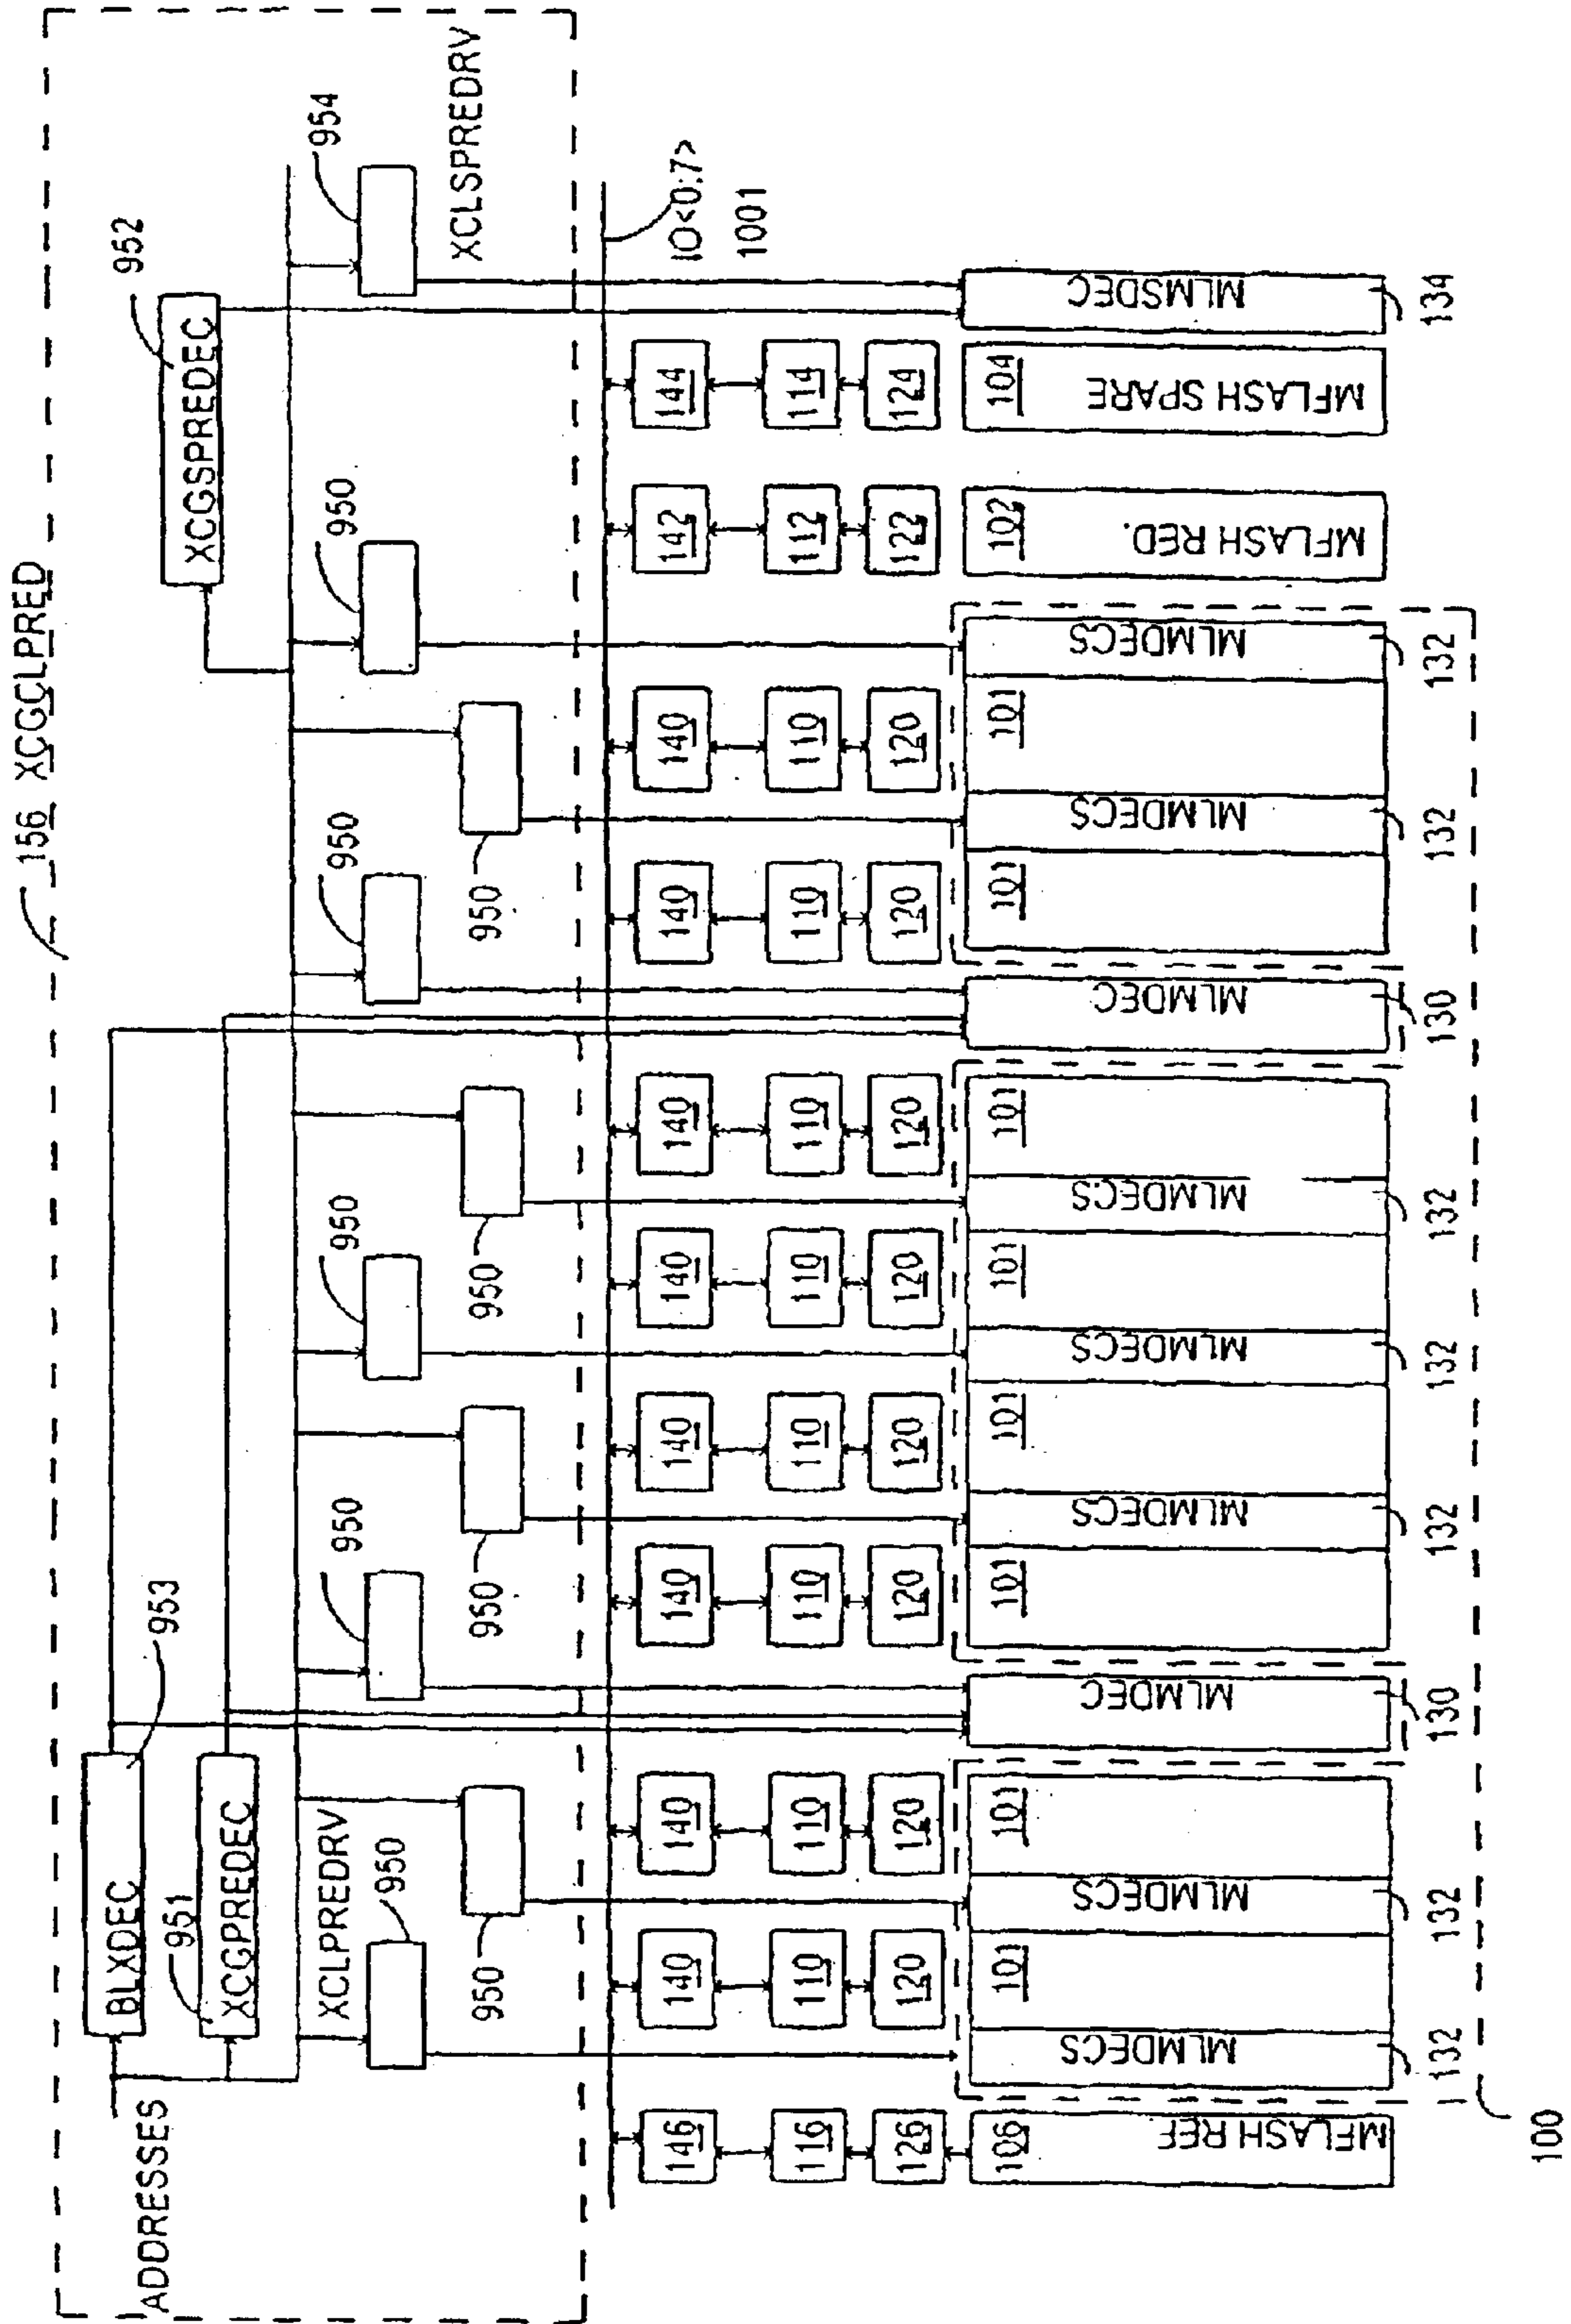 156 XCGCLPRED
BLXDEC
953
XCGSPREDEC
952
ADDRESSES
951
XCGPREDEC
XCLPREDRV
950
950
950
950
950
954
950
950
950
950
XCLSPREDRV
IO<0:7>
1001
146 140 140 140 140 140 140 140 140 142 144
116 110 110 110 110 110 110 110 110 112 114
126 120 120 120 120 120 120 120 120 122 124
106 101 101 101 101 101 101 101 101 102 104
MFLASH REF
MLMDECS
MLMDECS
MLMDEC
MLMDECS
MLMDECS
MLMDECS
MLMDEC
MLMDECS
MLMDECS
MFLASH RED.
MFLASH SPARE
MLMSDEC
132 132 130 132 132 132 130 132 132 134
100